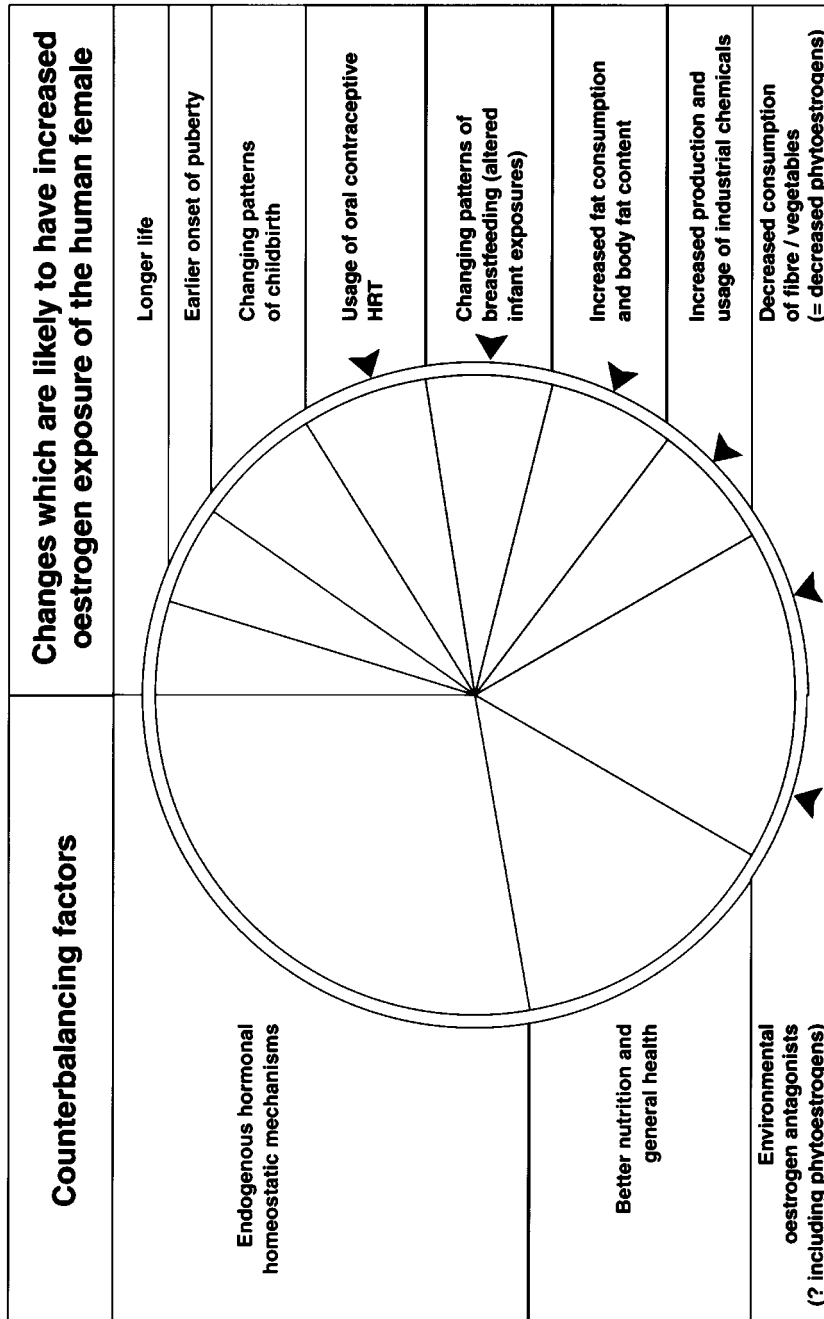 Counterbalancing factors
Changes which are likely to have increased
oestrogen exposure of the human female
Endogenous hormonal
homeostatic mechanisms
Better nutrition and
general health
Environmental
oestrogen antagonists
(? including phytoestrogens)
Longer life
Earlier onset of puberty
Changing patterns
of childbirth
Usage of oral contraceptive
HRT
Changing patterns of
breastfeeding (altered
infant exposures)
Increased fat consumption
and body fat content
Increased production and
usage of industrial chemicals
Decreased consumption
of fibre / vegetables
(= decreased phytoestrogens)